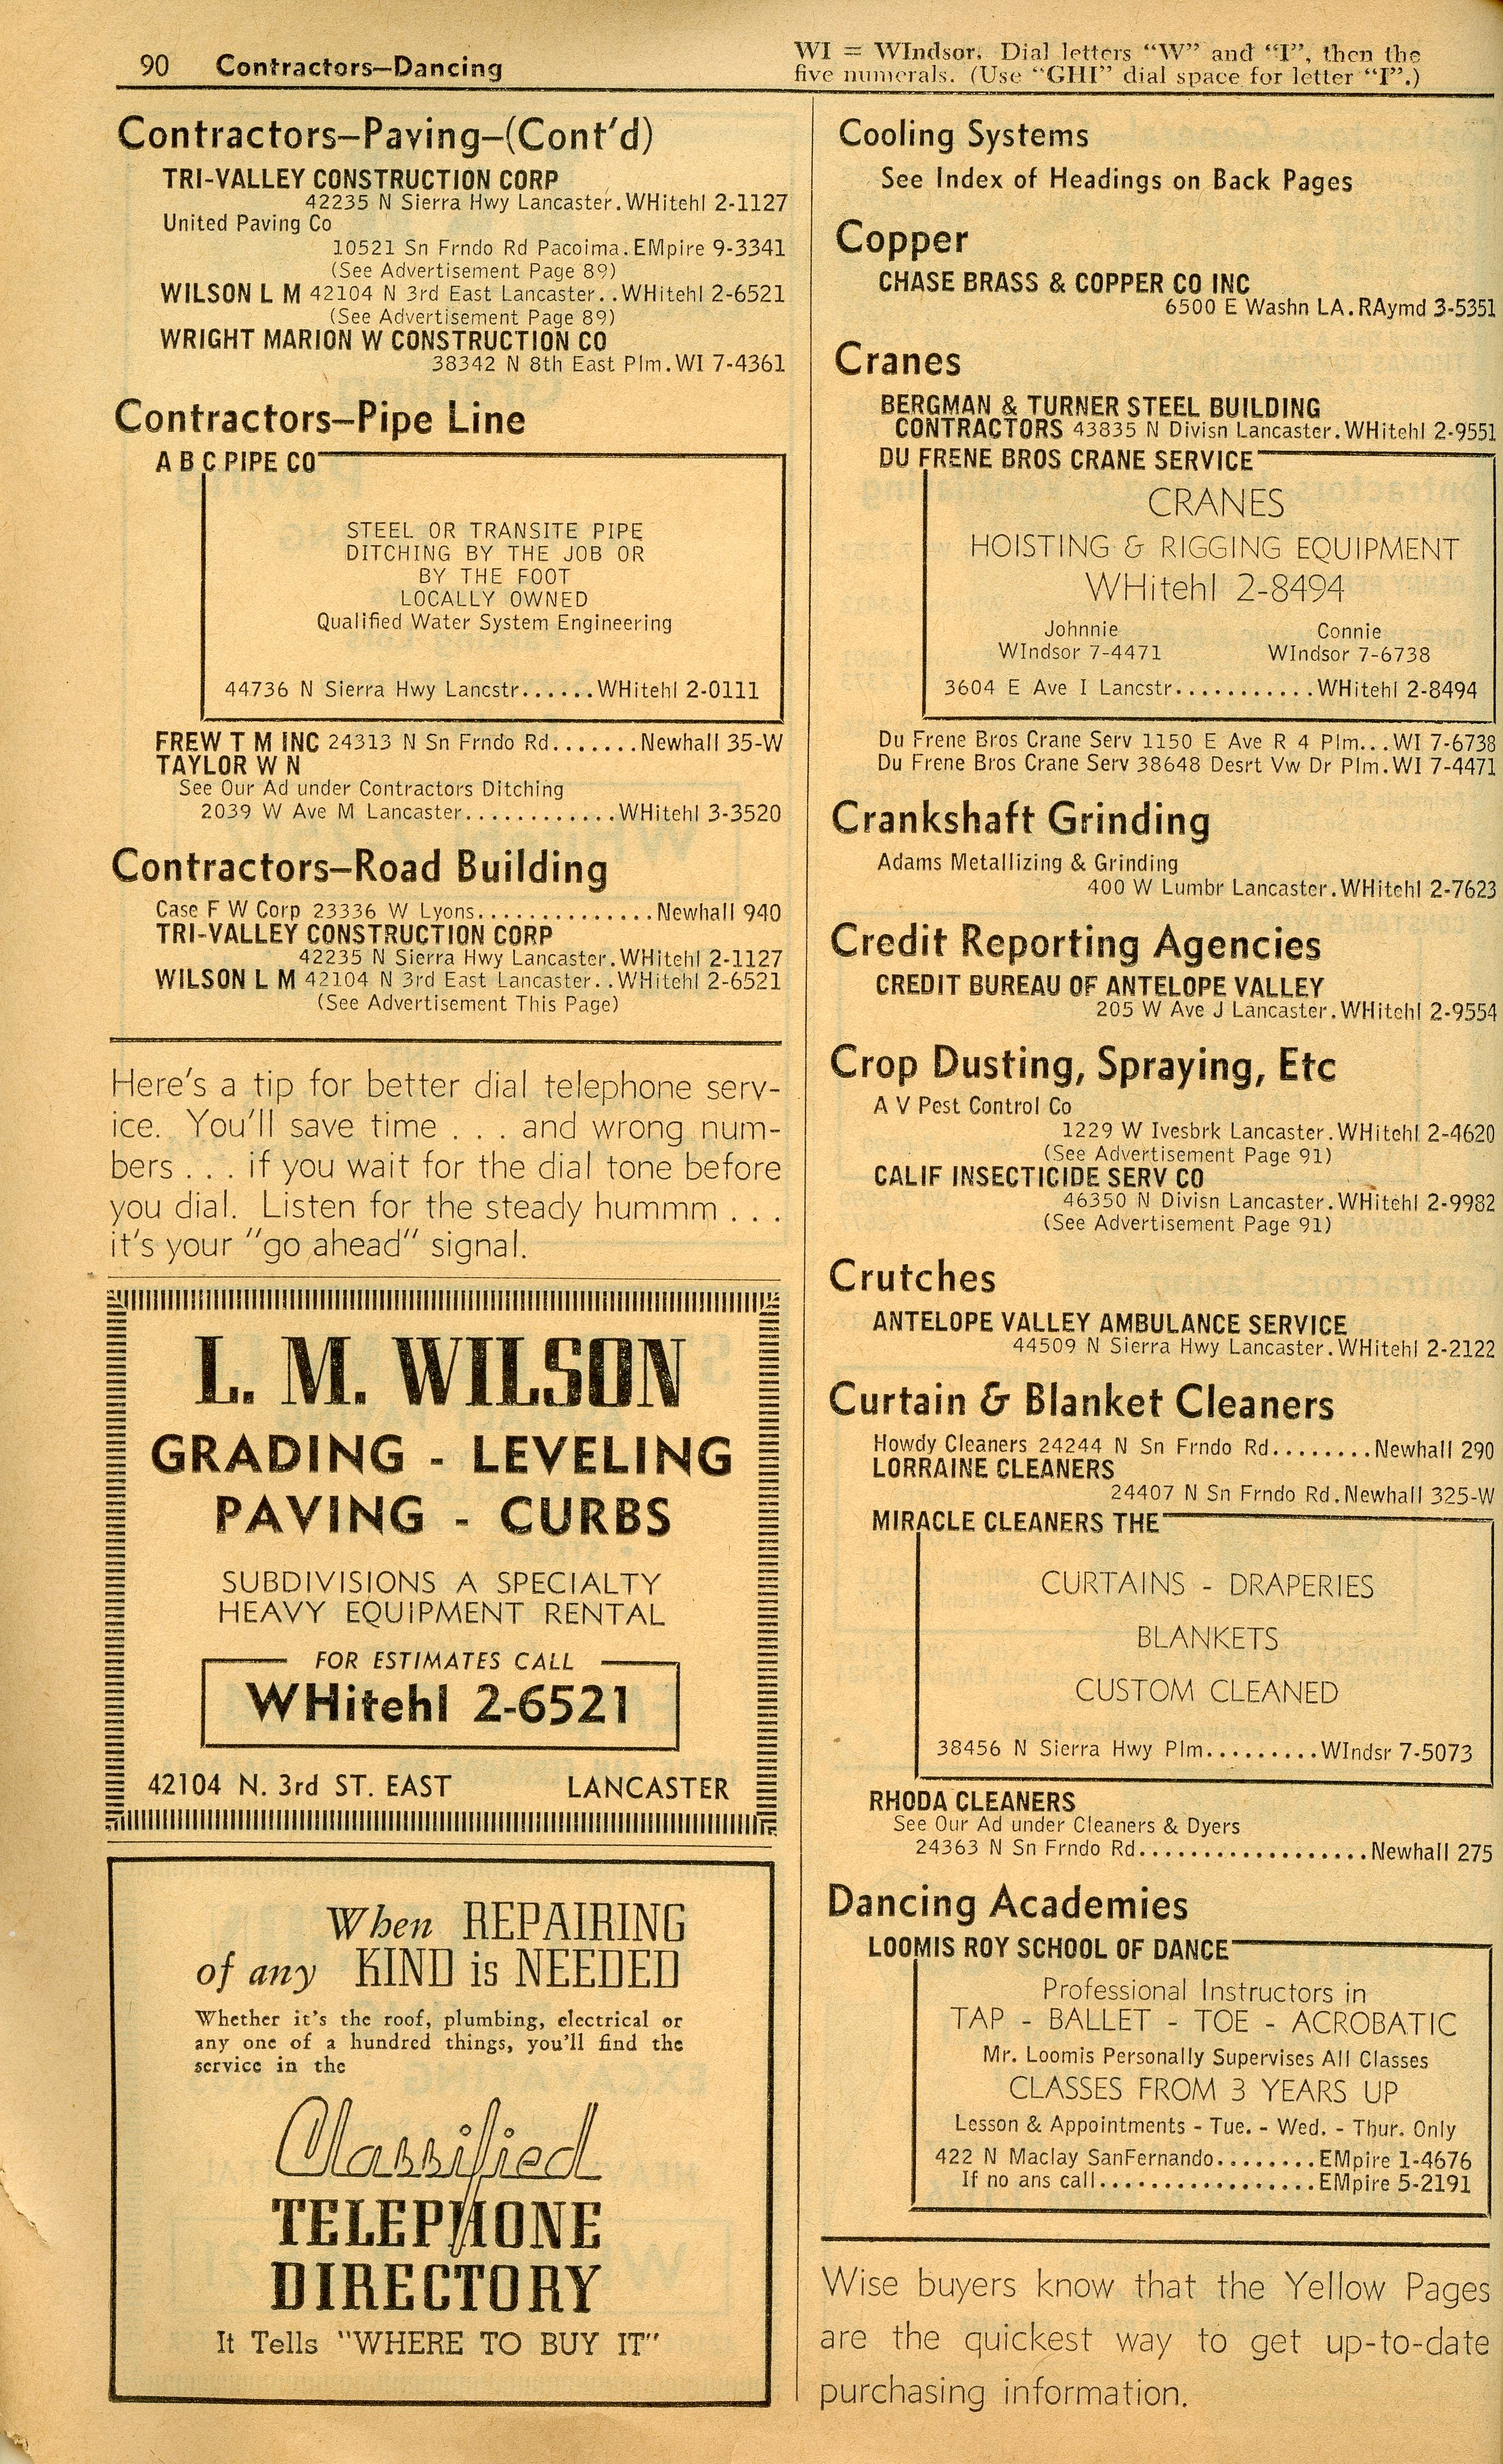 90 Contractors—Dancing
WI = WIndsor. Dial letters "W" and "I", then the
five numerals. (Use "GHI" dial space for letter "I".)
Contractors—Paving—(Cont'd)
TRI-VALLEY CONSTRUCTION CORP
42235 N Sierra Hwy Lancaster.WHitehl 2-1127
United Paving Co
10521 Sn Frndo Rd Pacoima.EMpire 9-3341
(See Advertisement Page 89)
WILSON L M 42104 N 3rd East Lancaster..WHitehl 2-6521
(See Advertisement Page 89)
WRIGHT MARION W CONSTRUCTION CO
38342 N 8th East Plm.WI 7-4361
Contractors—Pipe Line
A B C PIPE CO
STEEL OR TRANSITE PIPE
DITCHING BY THE JOB OR
BY THE FOOT
LOCALLY OWNED
Qualified Water System Engineering
44736 N Sierra Hwy Lancstr......WHitehl 2-0111
FREW T M INC 24313 N Sn Frndo Rd.......Newhall 35-W
TAYLOR W N
See Our Ad under Contractors Ditching
2039 W Ave M Lancaster............WHitehl 3-3520
Contractors—Road Building
Case F W Corp 23336 W Lyons..............Newhall 940
TRI-VALLEY CONSTRUCTION CORP
42235 N Sierra Hwy Lancaster.WHitehl 2-1127
WILSON L M 42104 N 3rd East Lancaster..WHitehl 2-6521
(See Advertisement This Page)
Here's a tip for better dial telephone serv-
ice. You'll save time . . . and wrong num-
bers . . . if you wait for the dial tone before
you dial. Listen for the steady hummm . . .
it's your "go ahead" signal.
L. M. WILSON
GRADING - LEVELING
PAVING - CURBS
SUBDIVISIONS A SPECIALTY
HEAVY EQUIPMENT RENTAL
FOR ESTIMATES CALL
WHitehl 2-6521
42104 N. 3rd ST. EAST LANCASTER
When REPAIRING
of any KIND is NEEDED
Whether it's the roof, plumbing, electrical or
any one of a hundred things, you'll find the
service in the
Classified
TELEPHONE
DIRECTORY
It Tells "WHERE TO BUY IT"
Cooling Systems
See Index of Headings on Back Pages
Copper
CHASE BRASS & COPPER CO INC
6500 E Washn LA.RAymd 3-5351
Cranes
BERGMAN & TURNER STEEL BUILDING
CONTRACTORS 43835 N Divisn Lancaster.WHitehl 2-9551
DU FRENE BROS CRANE SERVICE
CRANES
HOISTING & RIGGING EQUIPMENT
WHitehl 2-8494
Johnnie Connie
WIndsor 7-4471 WIndsor 7-6738
3604 E Ave I Lancstr...........WHitehl 2-8494
Du Frene Bros Crane Serv 1150 E Ave R 4 Plm...WI 7-6738
Du Frene Bros Crane Serv 38648 Desrt Vw Dr Plm.WI 7-4471
Crankshaft Grinding
Adams Metallizing & Grinding
400 W Lumbr Lancaster.WHitehl 2-7623
Credit Reporting Agencies
CREDIT BUREAU OF ANTELOPE VALLEY
205 W Ave J Lancaster.WHitehl 2-9554
Crop Dusting, Spraying, Etc
A V Pest Control Co
1229 W Ivesbrk Lancaster.WHitehl 2-4620
(See Advertisement Page 91)
CALIF INSECTICIDE SERV CO
46350 N Divisn Lancaster.WHitehl 2-9982
(See Advertisement Page 91)
Crutches
ANTELOPE VALLEY AMBULANCE SERVICE
44509 N Sierra Hwy Lancaster.WHitehl 2-2122
Curtain & Blanket Cleaners
Howdy Cleaners 24244 N Sn Frndo Rd........Newhall 290
LORRAINE CLEANERS
24407 N Sn Frndo Rd.Newhall 325-W
MIRACLE CLEANERS THE
CURTAINS - DRAPERIES
BLANKETS
CUSTOM CLEANED
38456 N Sierra Hwy Plm.........WIndsr 7-5073
RHODA CLEANERS
See Our Ad under Cleaners & Dyers
24363 N Sn Frndo Rd..................Newhall 275
Dancing Academies
LOOMIS ROY SCHOOL OF DANCE
Professional Instructors in
TAP - BALLET - TOE - ACROBATIC
Mr. Loomis Personally Supervises All Classes
CLASSES FROM 3 YEARS UP
Lesson & Appointments - Tue. - Wed. - Thur. Only
422 N Maclay SanFernando........EMpire 1-4676
If no ans call.................EMpire 5-2191
Wise buyers know that the Yellow Pages
are the quickest way to get up-to-date
purchasing information.